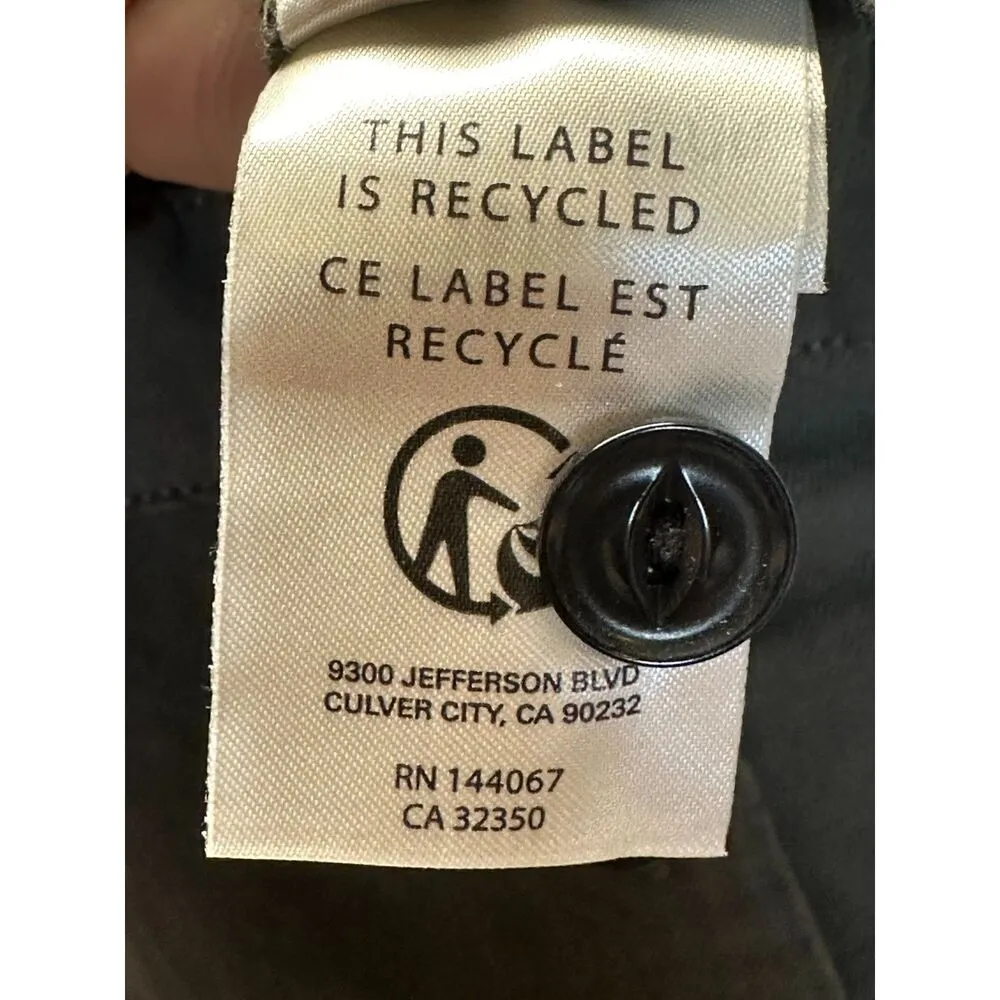 THIS LABEL
IS RECYCLED
CE LABEL EST
RECYCLÉ
9300 JEFFERSON BLVD
CULVER CITY, CA 90232
RN 144067
CA 32350